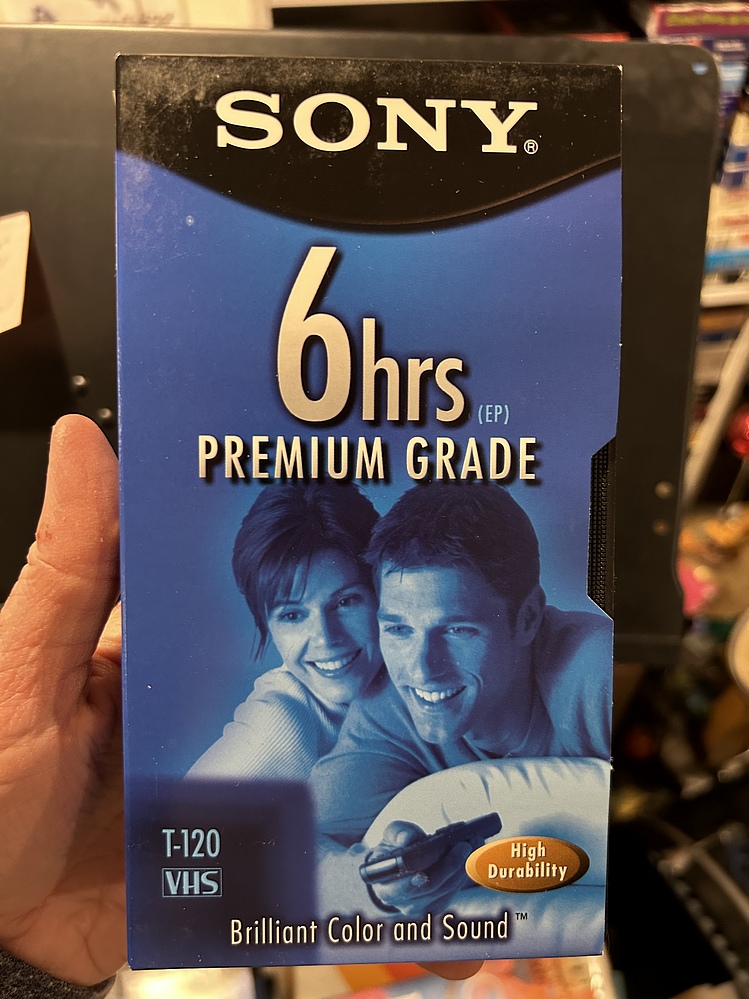 SONY®
6hrs (EP)
PREMIUM GRADE
T-120
VHS
High
Durability
Brilliant Color and Sound™